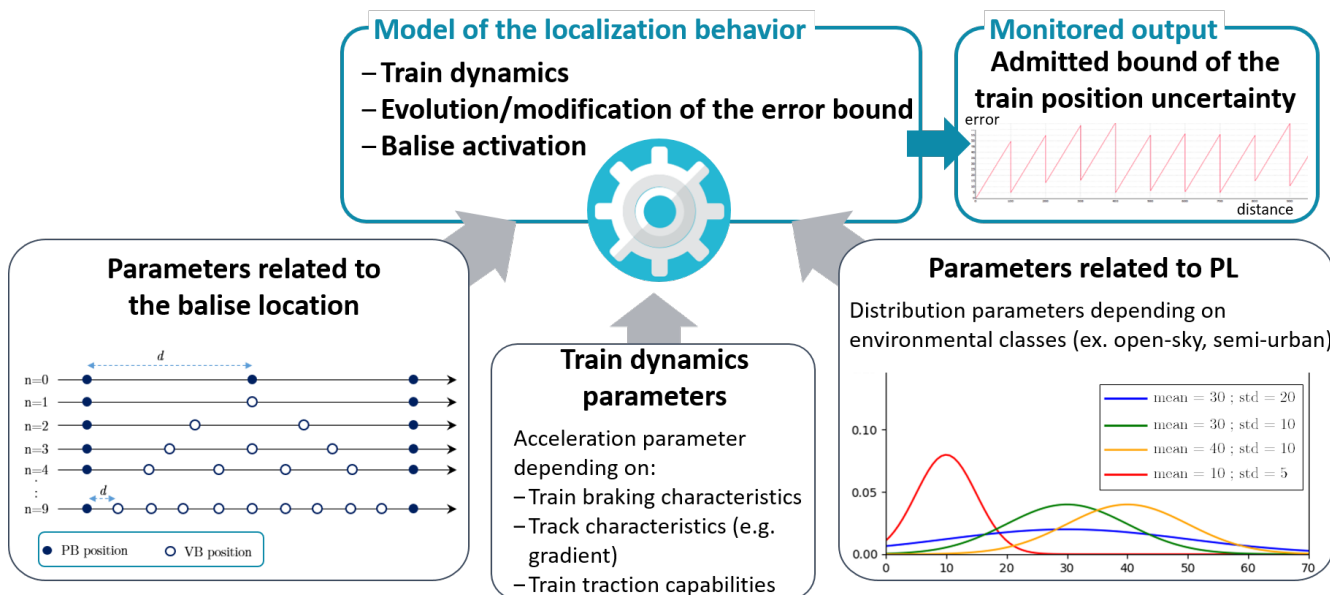 Model of the localization behavior
– Train dynamics
– Evolution/modification of the error bound
– Balise activation
Monitored output
Admitted bound of the
train position uncertainty
error
distance
Parameters related to
the balise location
d
n=0
n=1
n=2
n=3
n=4
.
.
:
d
n=9
PB position
VB position
Train dynamics
parameters
Acceleration parameter
depending on:
– Train braking characteristics
– Track characteristics (e.g.
gradient)
– Train traction capabilities
Parameters related to PL
Distribution parameters depending on
environmental classes (ex. open-sky, semi-urban)
mean = 30 ; std = 20
mean = 30 ; std = 10
mean = 40 ; std = 10
mean = 10 ; std = 5
0.10
0.05
0.00
0 10 20 30 40 50 60 70